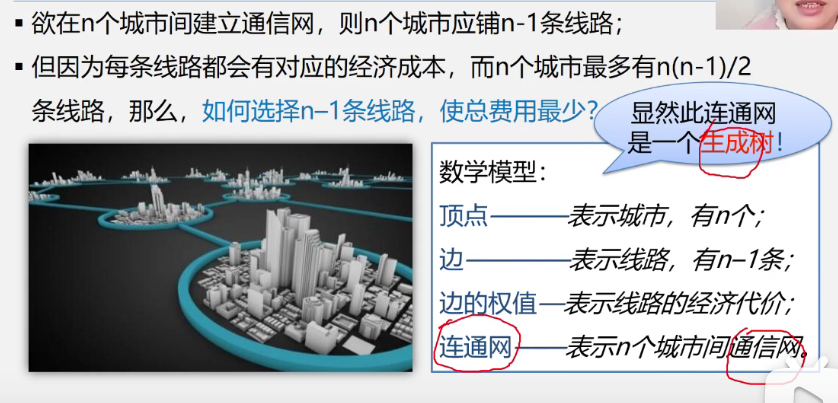 ▪ 欲在n个城市间建立通信网，则n个城市应铺n-1条线路；
▪ 但因为每条线路都会有对应的经济成本，而n个城市最多有n(n-1)/2
条线路，那么，如何选择n–1条线路，使总费用最少？
显然此连通网
是一个生成树！
数学模型：
顶点———表示城市，有n个；
边————表示线路，有n–1条；
边的权值—表示线路的经济代价；
连通网——表示n个城市间通信网。